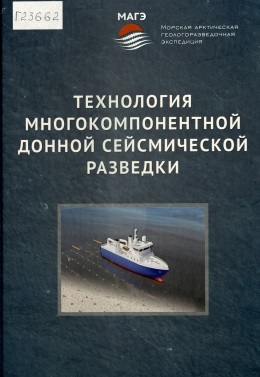 Г23662
МАГЭ
МОРСКАЯ АРКТИЧЕСКАЯ
ГЕОЛОГОРАЗВЕДОЧНАЯ
ЭКСПЕДИЦИЯ
ТЕХНОЛОГИЯ
МНОГОКОМПОНЕНТНОЙ
ДОННОЙ СЕЙСМИЧЕСКОЙ
РАЗВЕДКИ